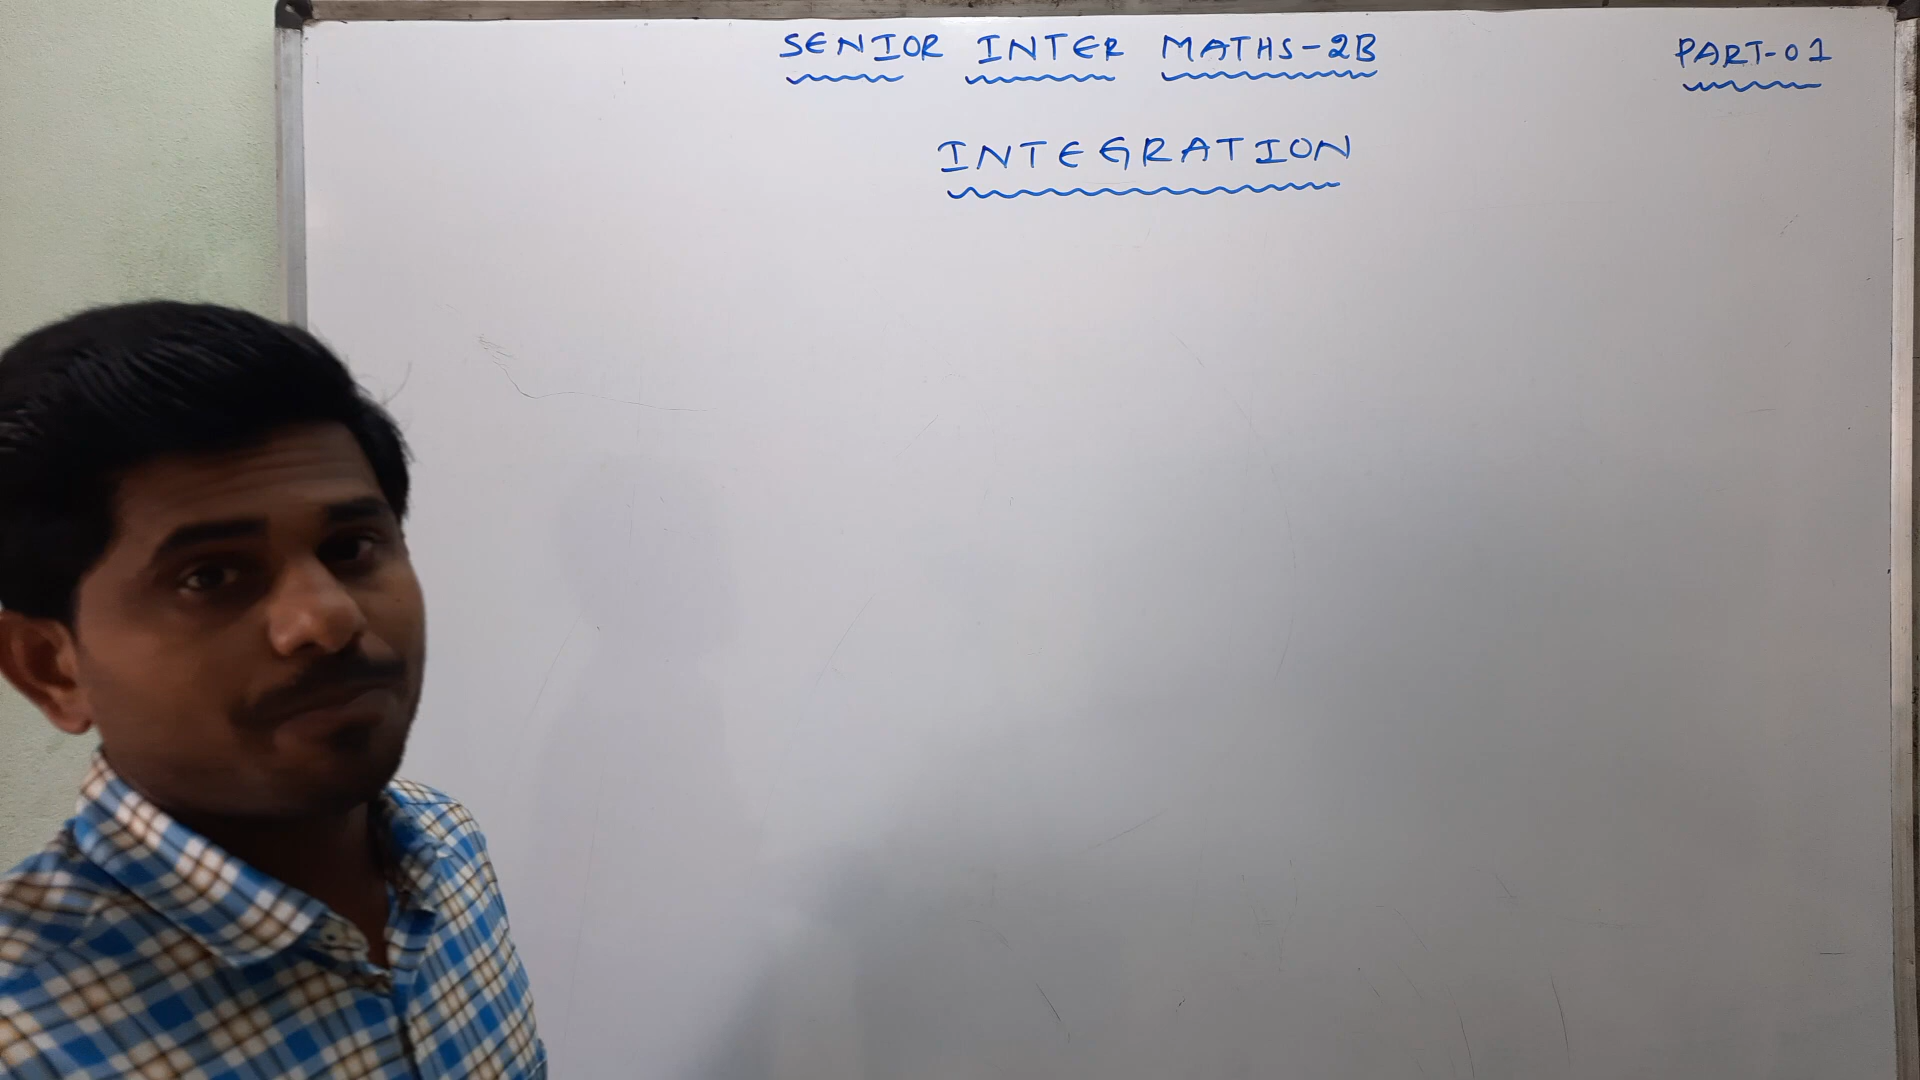 SENIOR INTER MATHS-2B
PART-01
INTEGRATION